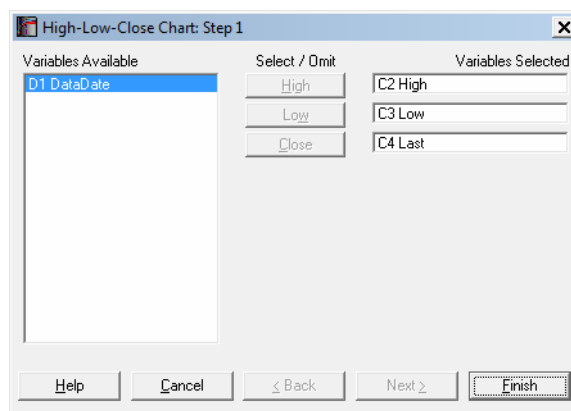 High-Low-Close Chart: Step 1
Variables Available
Select / Omit
Variables Selected
D1 DataDate
High
C2 High
Low
C3 Low
Close
C4 Last
Help
Cancel
< Back
Next >
Finish